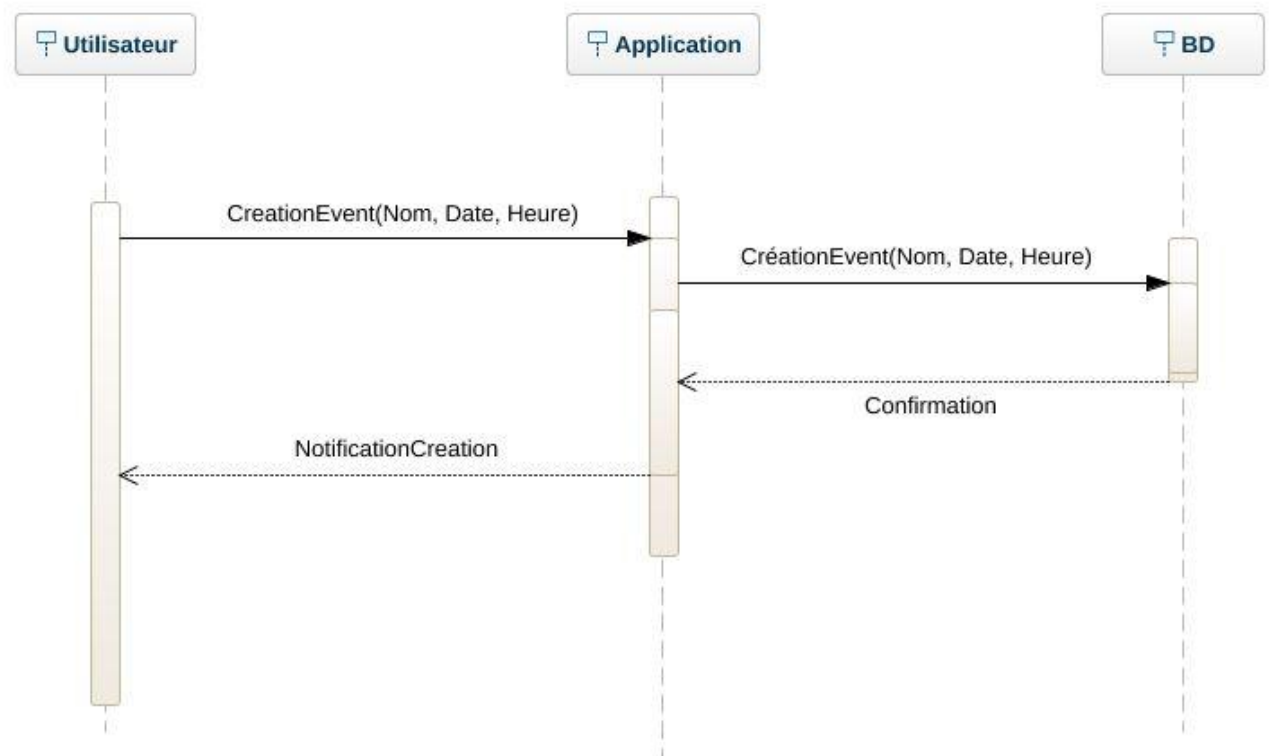 Utilisateur
Application
BD
CreationEvent(Nom, Date, Heure)
CréationEvent(Nom, Date, Heure)
Confirmation
NotificationCreation